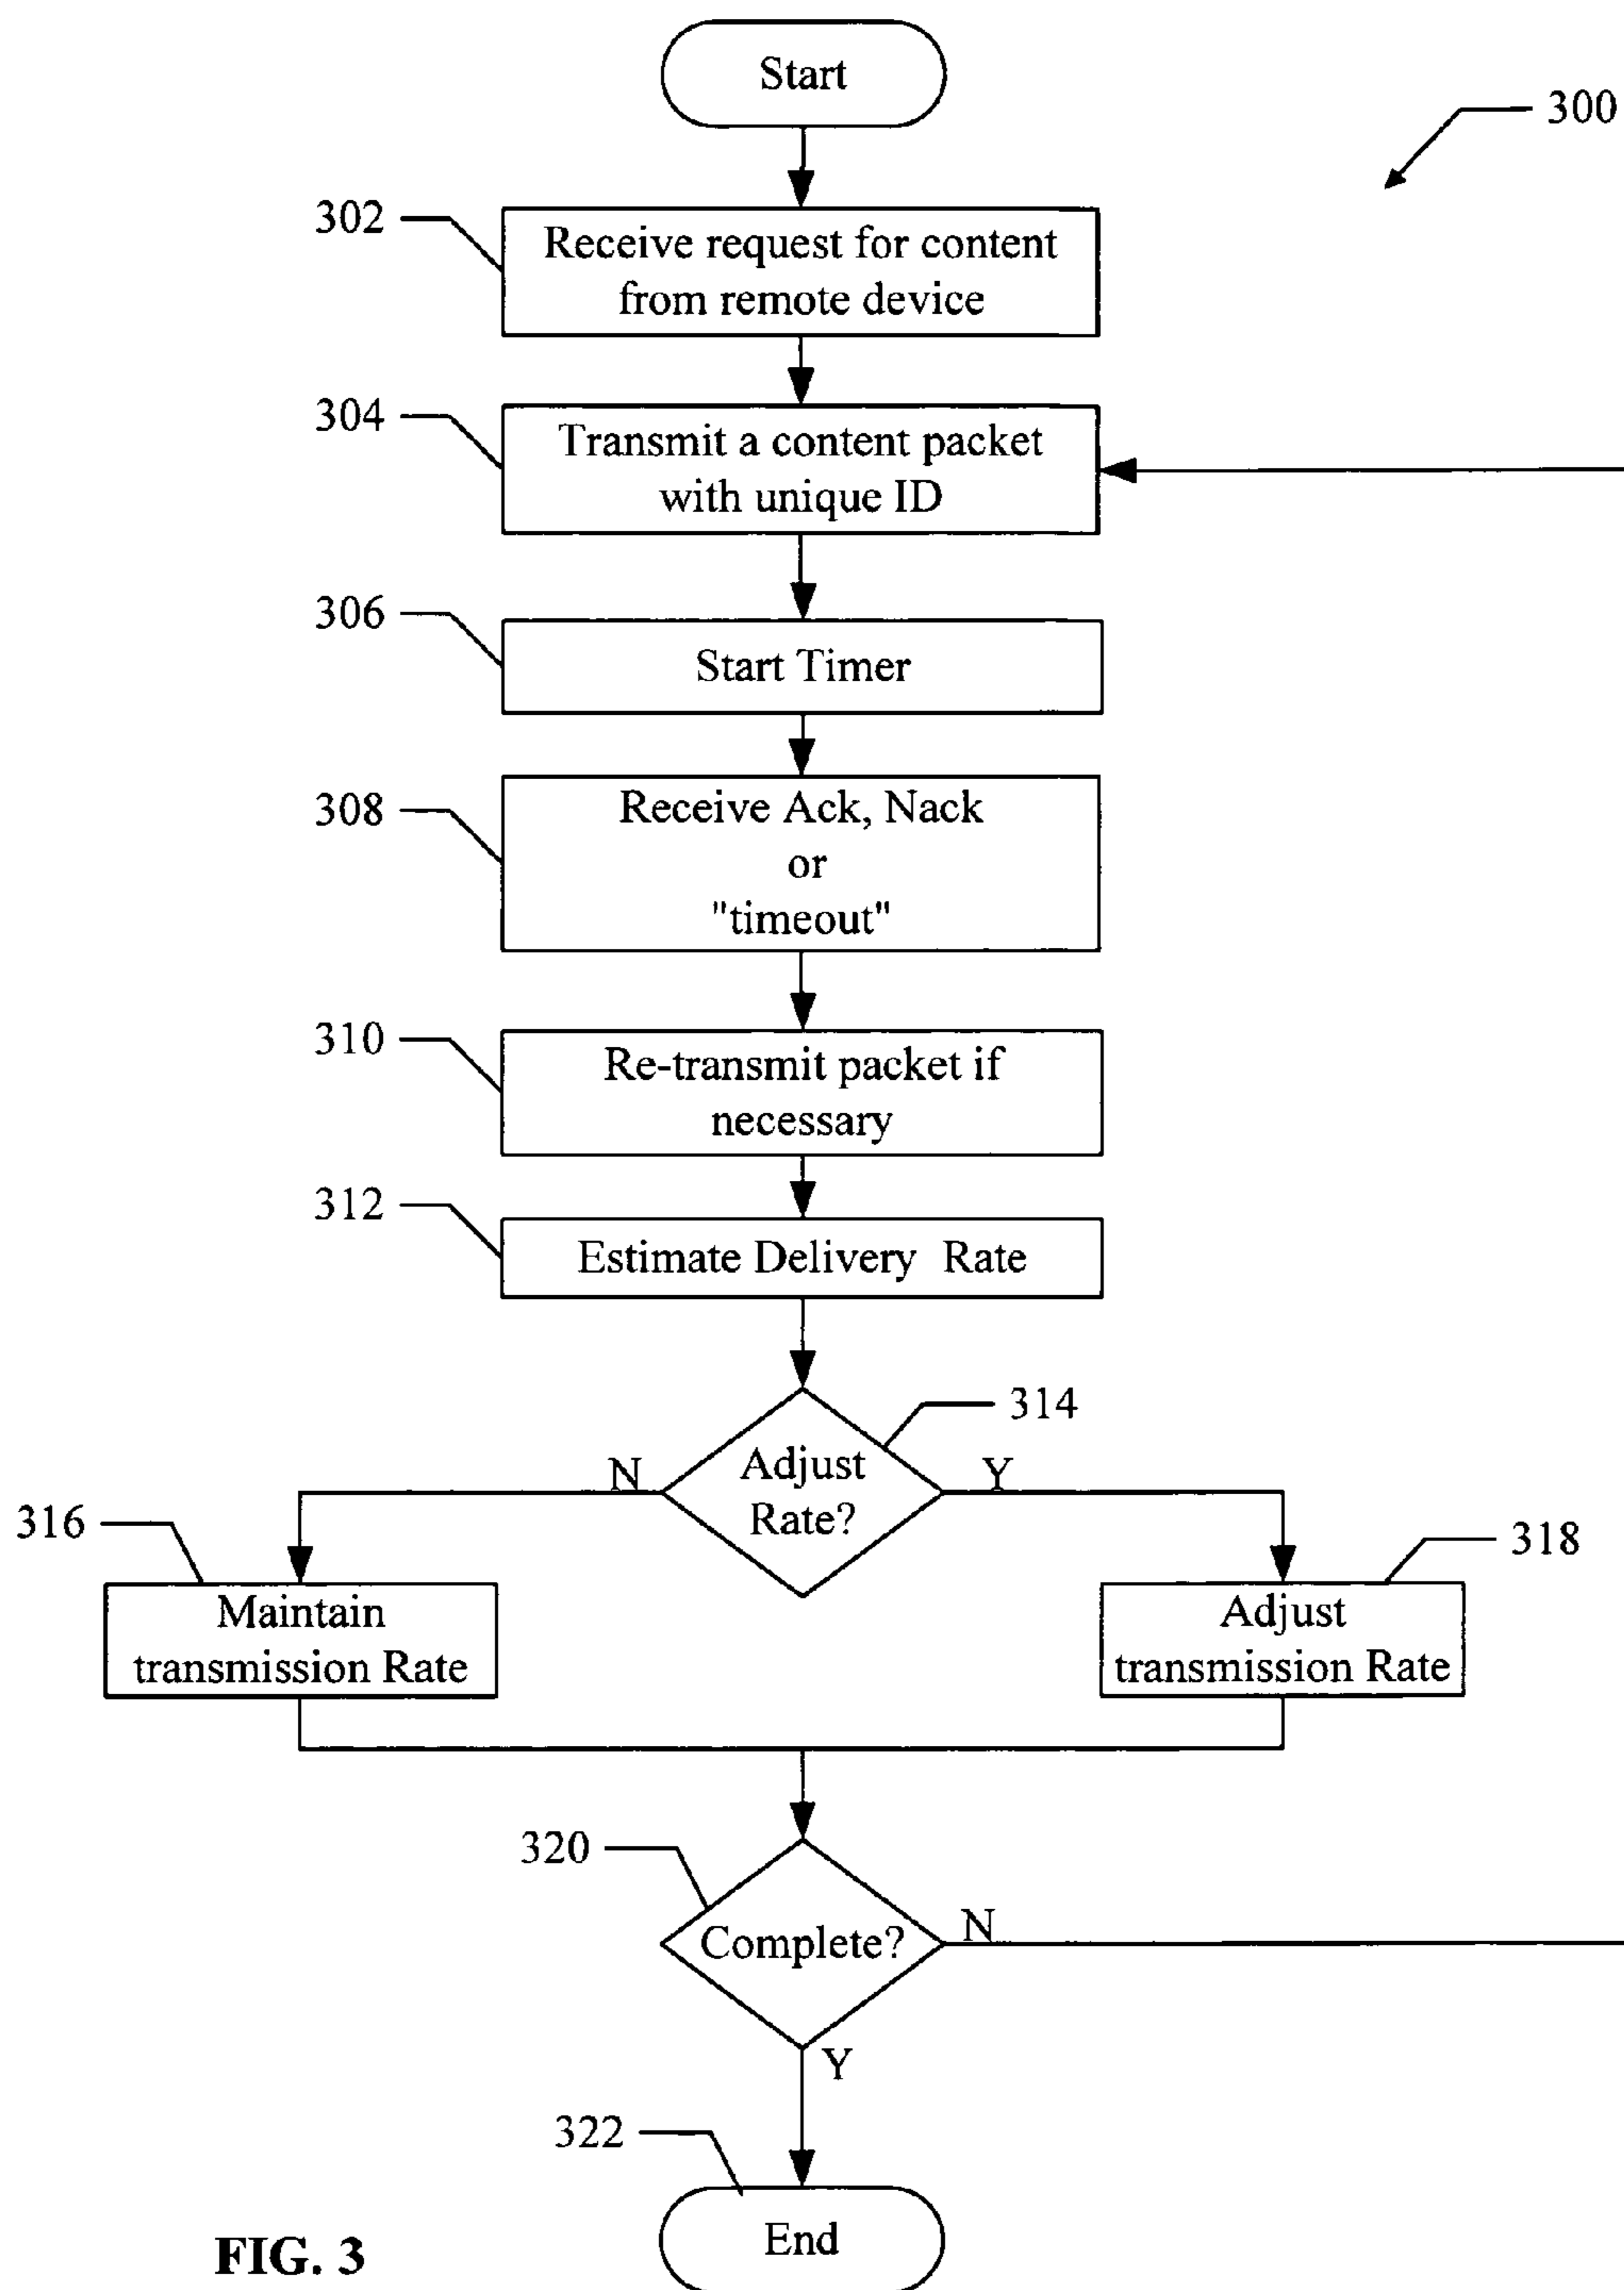 Start
300
302
Receive request for content
from remote device
304
Transmit a content packet
with unique ID
306
Start Timer
308
Receive Ack, Nack
or
"timeout"
310
Re-transmit packet if
necessary
312
Estimate Delivery Rate
314
Adjust
Rate?
N
Y
316
Maintain
transmission Rate
318
Adjust
transmission Rate
320
Complete?
N
Y
322
End
FIG. 3